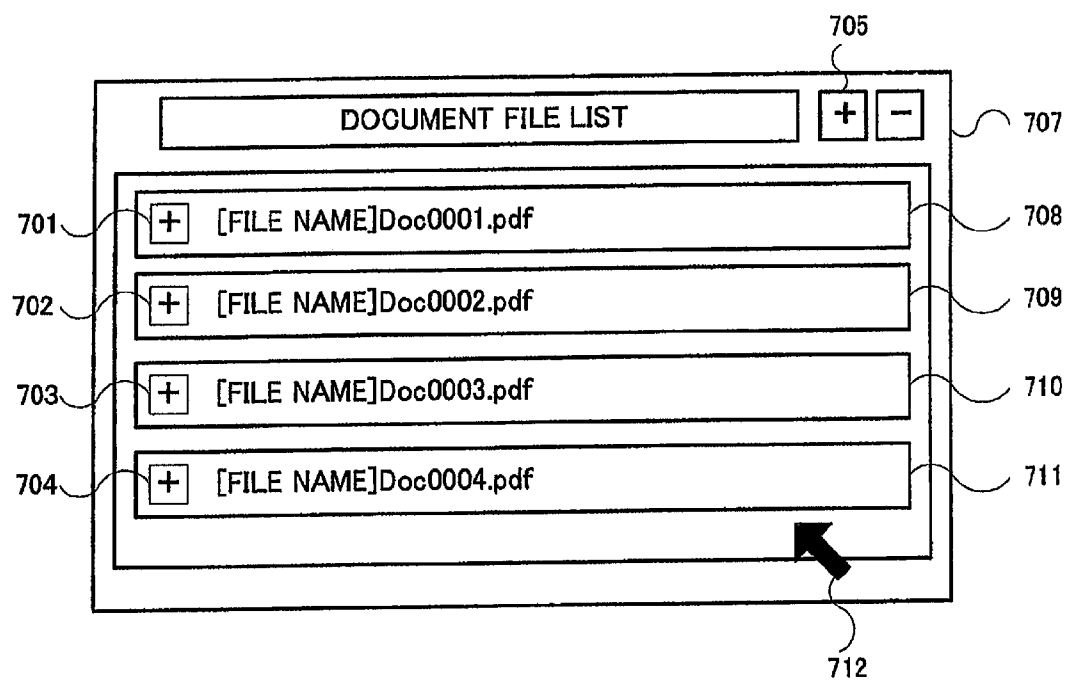 705
DOCUMENT FILE LIST + −
707
701 + [FILE NAME]Doc0001.pdf 708
702 + [FILE NAME]Doc0002.pdf 709
703 + [FILE NAME]Doc0003.pdf 710
704 + [FILE NAME]Doc0004.pdf 711
712